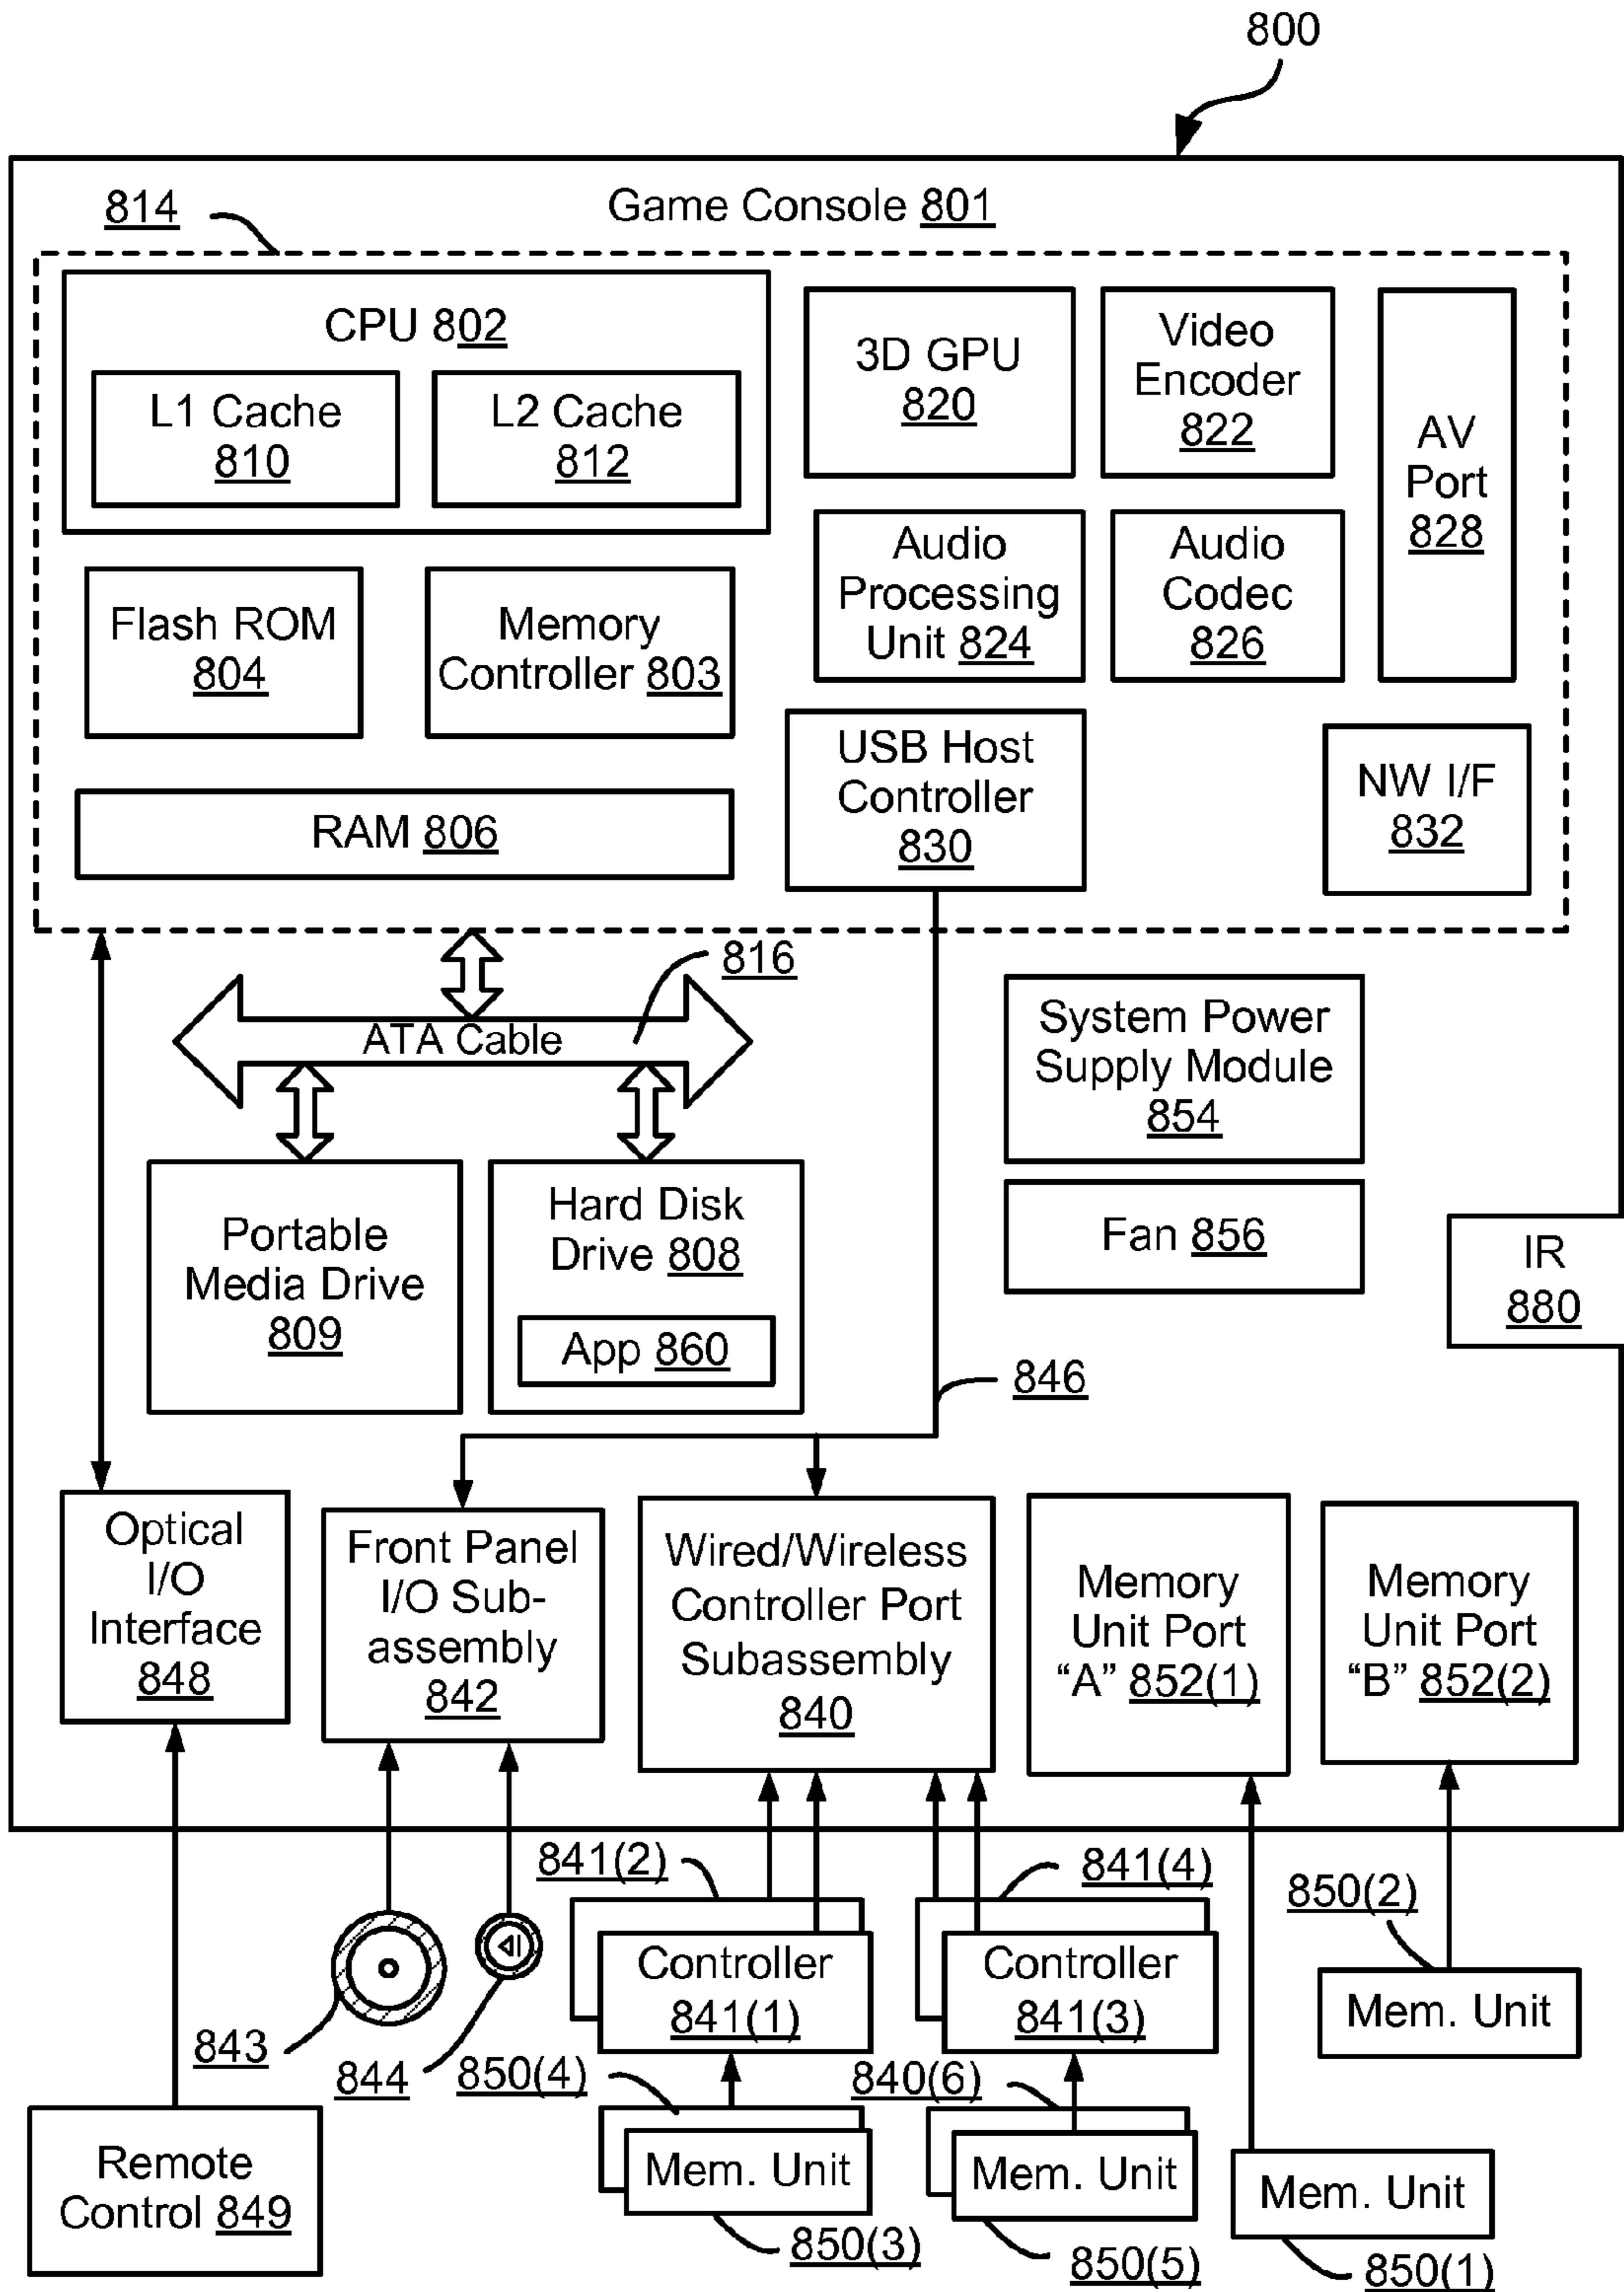 800
814
Game Console 801
CPU 802
L1 Cache
810
L2 Cache
812
3D GPU
820
Video
Encoder
822
AV
Port
828
Audio
Processing
Unit 824
Audio
Codec
826
Flash ROM
804
Memory
Controller 803
USB Host
Controller
830
NW I/F
832
RAM 806
816
ATA Cable
System Power
Supply Module
854
Portable
Media Drive
809
Hard Disk
Drive 808
App 860
Fan 856
IR
880
846
Optical
I/O
Interface
848
Front Panel
I/O Sub-
assembly
842
Wired/Wireless
Controller Port
Subassembly
840
Memory
Unit Port
“A” 852(1)
Memory
Unit Port
“B” 852(2)
841(2)
841(4)
850(2)
Controller
841(1)
Controller
841(3)
Mem. Unit
843
844
850(4)
840(6)
Remote
Control 849
Mem. Unit
Mem. Unit
Mem. Unit
850(3)
850(5)
850(1)